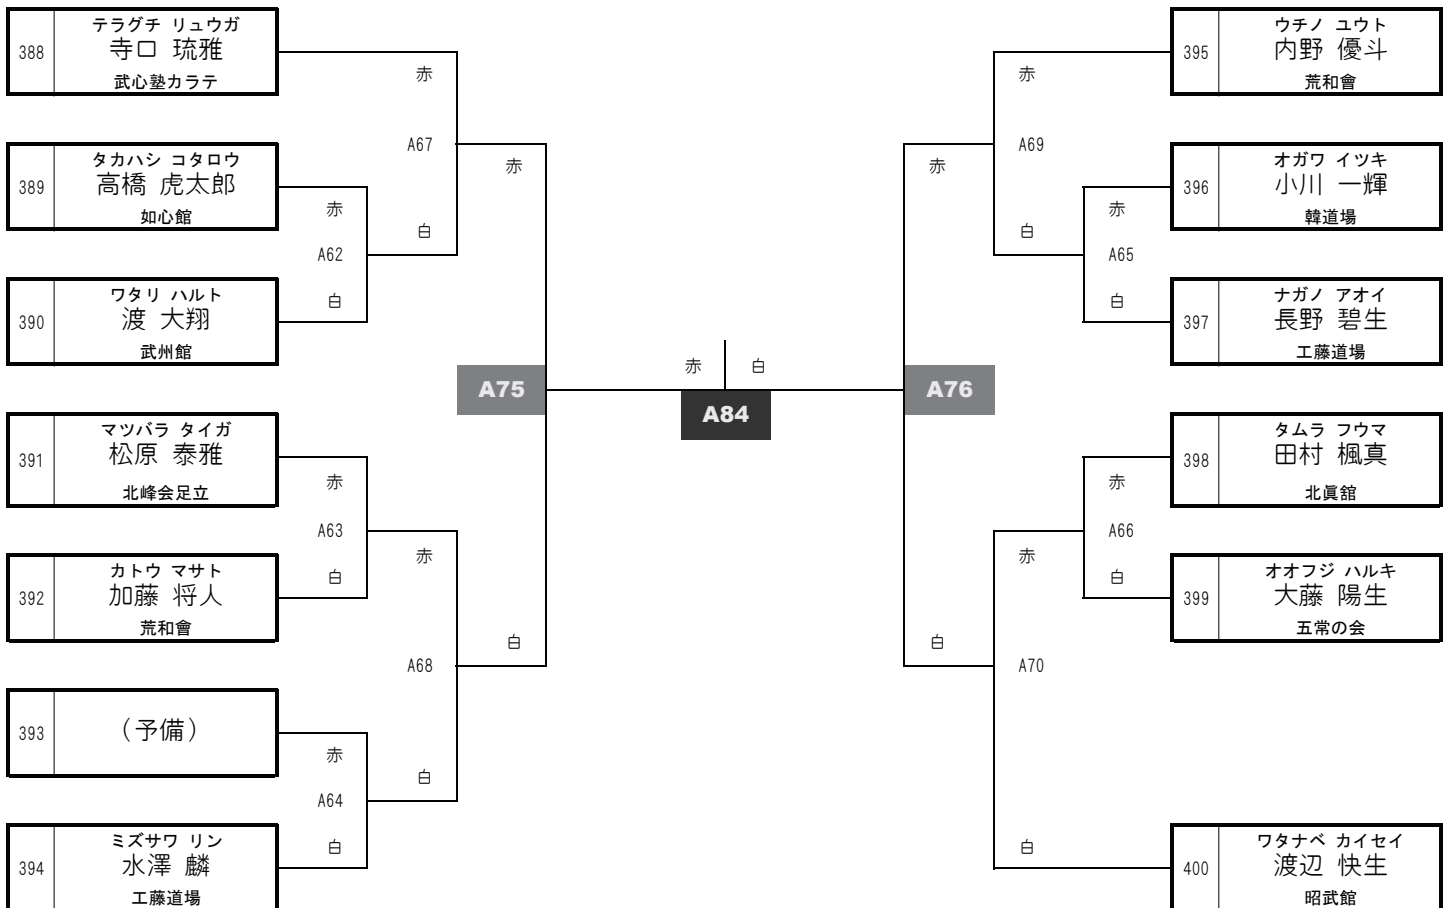 388
テラグチ リュウガ
寺口 琉雅
武心塾カラテ
389
タカハシ コタロウ
高橋 虎太郎
如心館
390
ワタリ ハルト
渡 大翔
武州館
391
マツバラ タイガ
松原 泰雅
北峰会足立
392
カトウ マサト
加藤 将人
荒和會
393
（予備）
394
ミズサワ リン
水澤 麟
工藤道場
赤
A62
白
赤
A63
白
赤
A64
白
赤
A67
白
赤
A68
白
赤
A75
白
赤
白
A84
赤
A76
白
赤
A69
白
赤
A70
白
赤
A65
白
赤
A66
白
395
ウチノ ユウト
内野 優斗
荒和會
396
オガワ イツキ
小川 一輝
韓道場
397
ナガノ アオイ
長野 碧生
工藤道場
398
タムラ フウマ
田村 楓真
北眞舘
399
オオフジ ハルキ
大藤 陽生
五常の会
400
ワタナベ カイセイ
渡辺 快生
昭武館